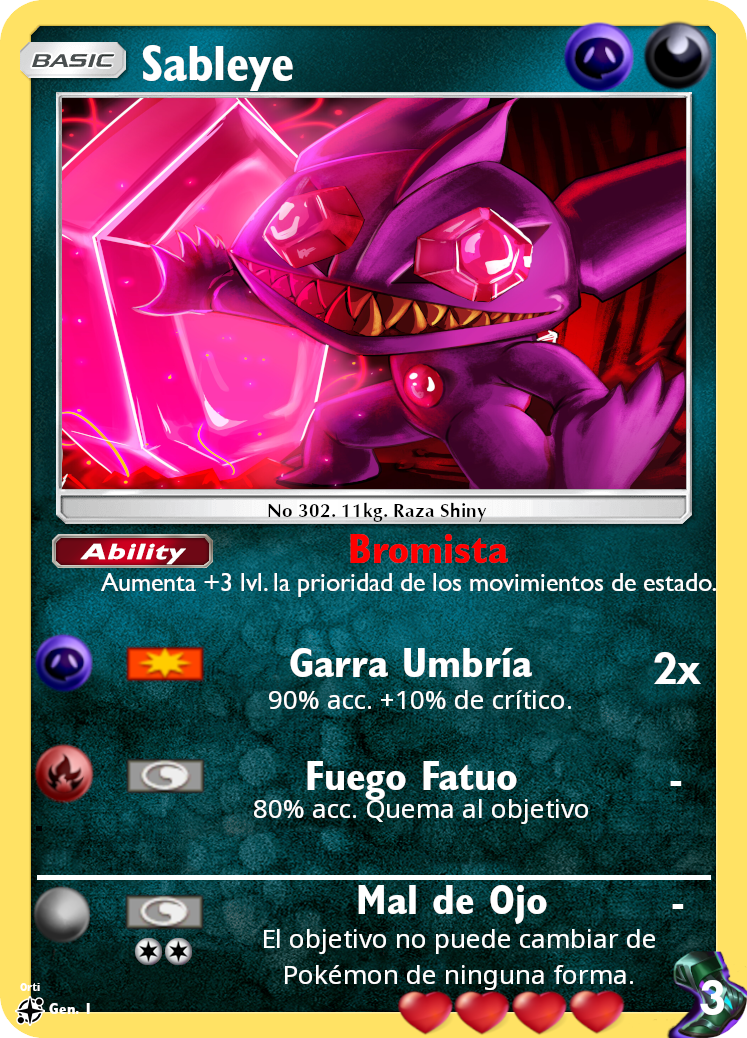 BASIC Sableye
No 302. 11kg. Raza Shiny
Ability Bromista
Aumenta +3 lvl. la prioridad de los movimientos de estado.
Garra Umbría 2x
90% acc. +10% de crítico.
Fuego Fatuo -
80% acc. Quema al objetivo
Mal de Ojo -
El objetivo no puede cambiar de
Pokémon de ninguna forma.
3
Orti
Gen. 1